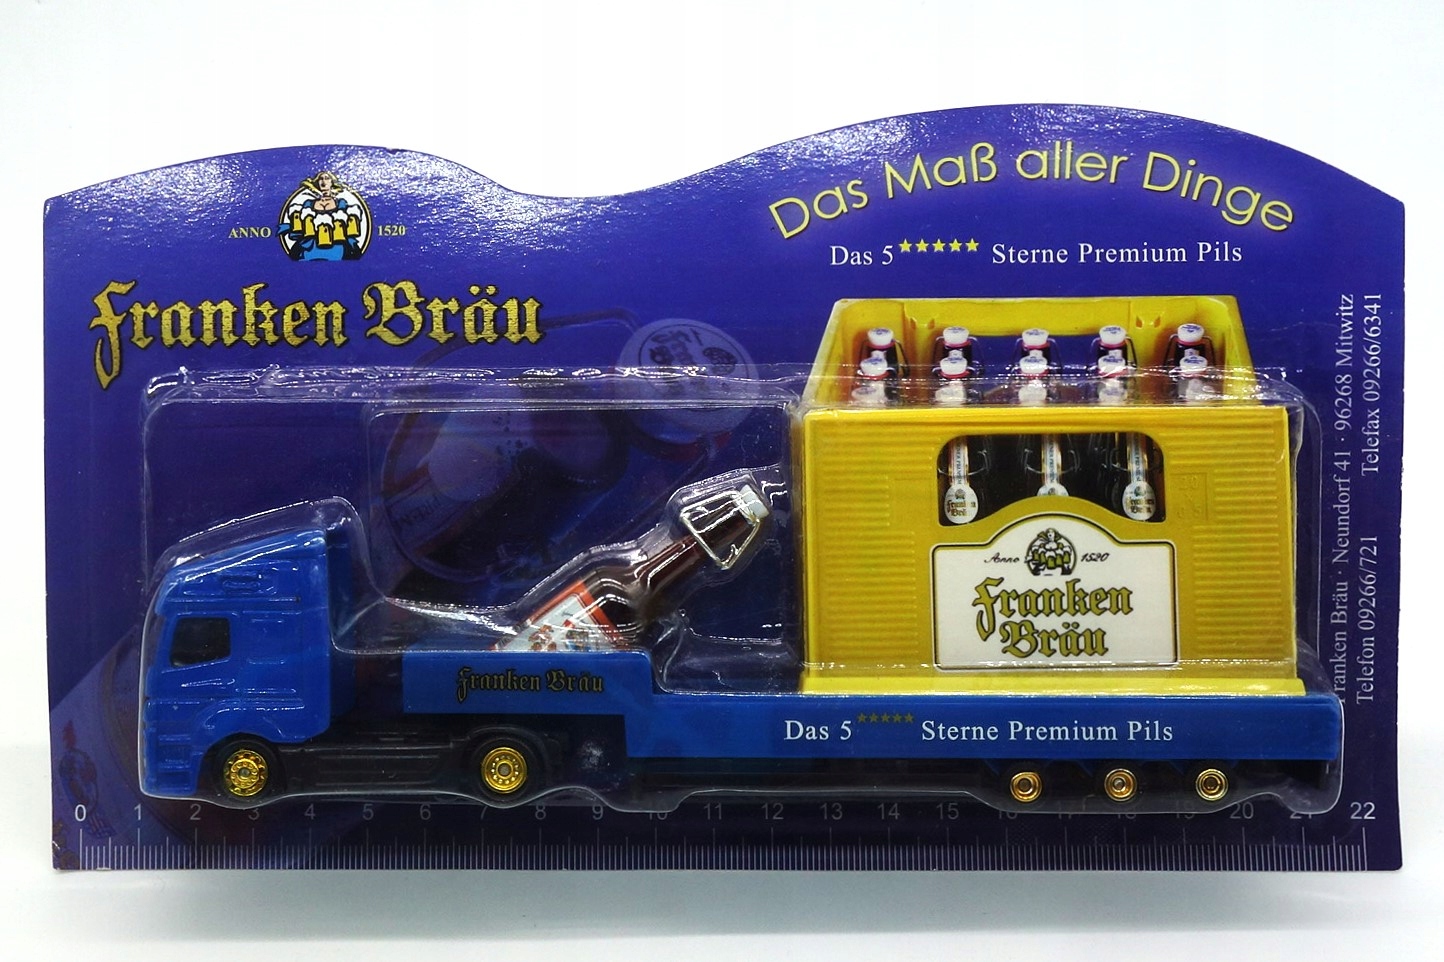 Das Maß aller Dinge
Das 5 ★★★★★ Sterne Premium Pils
ANNO 1520
Franken Bräu
Franken Bräu · Neundorf 41 · 96268 Mitwitz
Telefon 09266/721 Telefax 09266/6341
Anno 1520
Franken
Bräu
Franken Bräu
Das 5 ★★★★★ Sterne Premium Pils
0 1 2 3 4 5 6 7 8 9 10 11 12 13 14 15 16 17 18 19 20 21 22